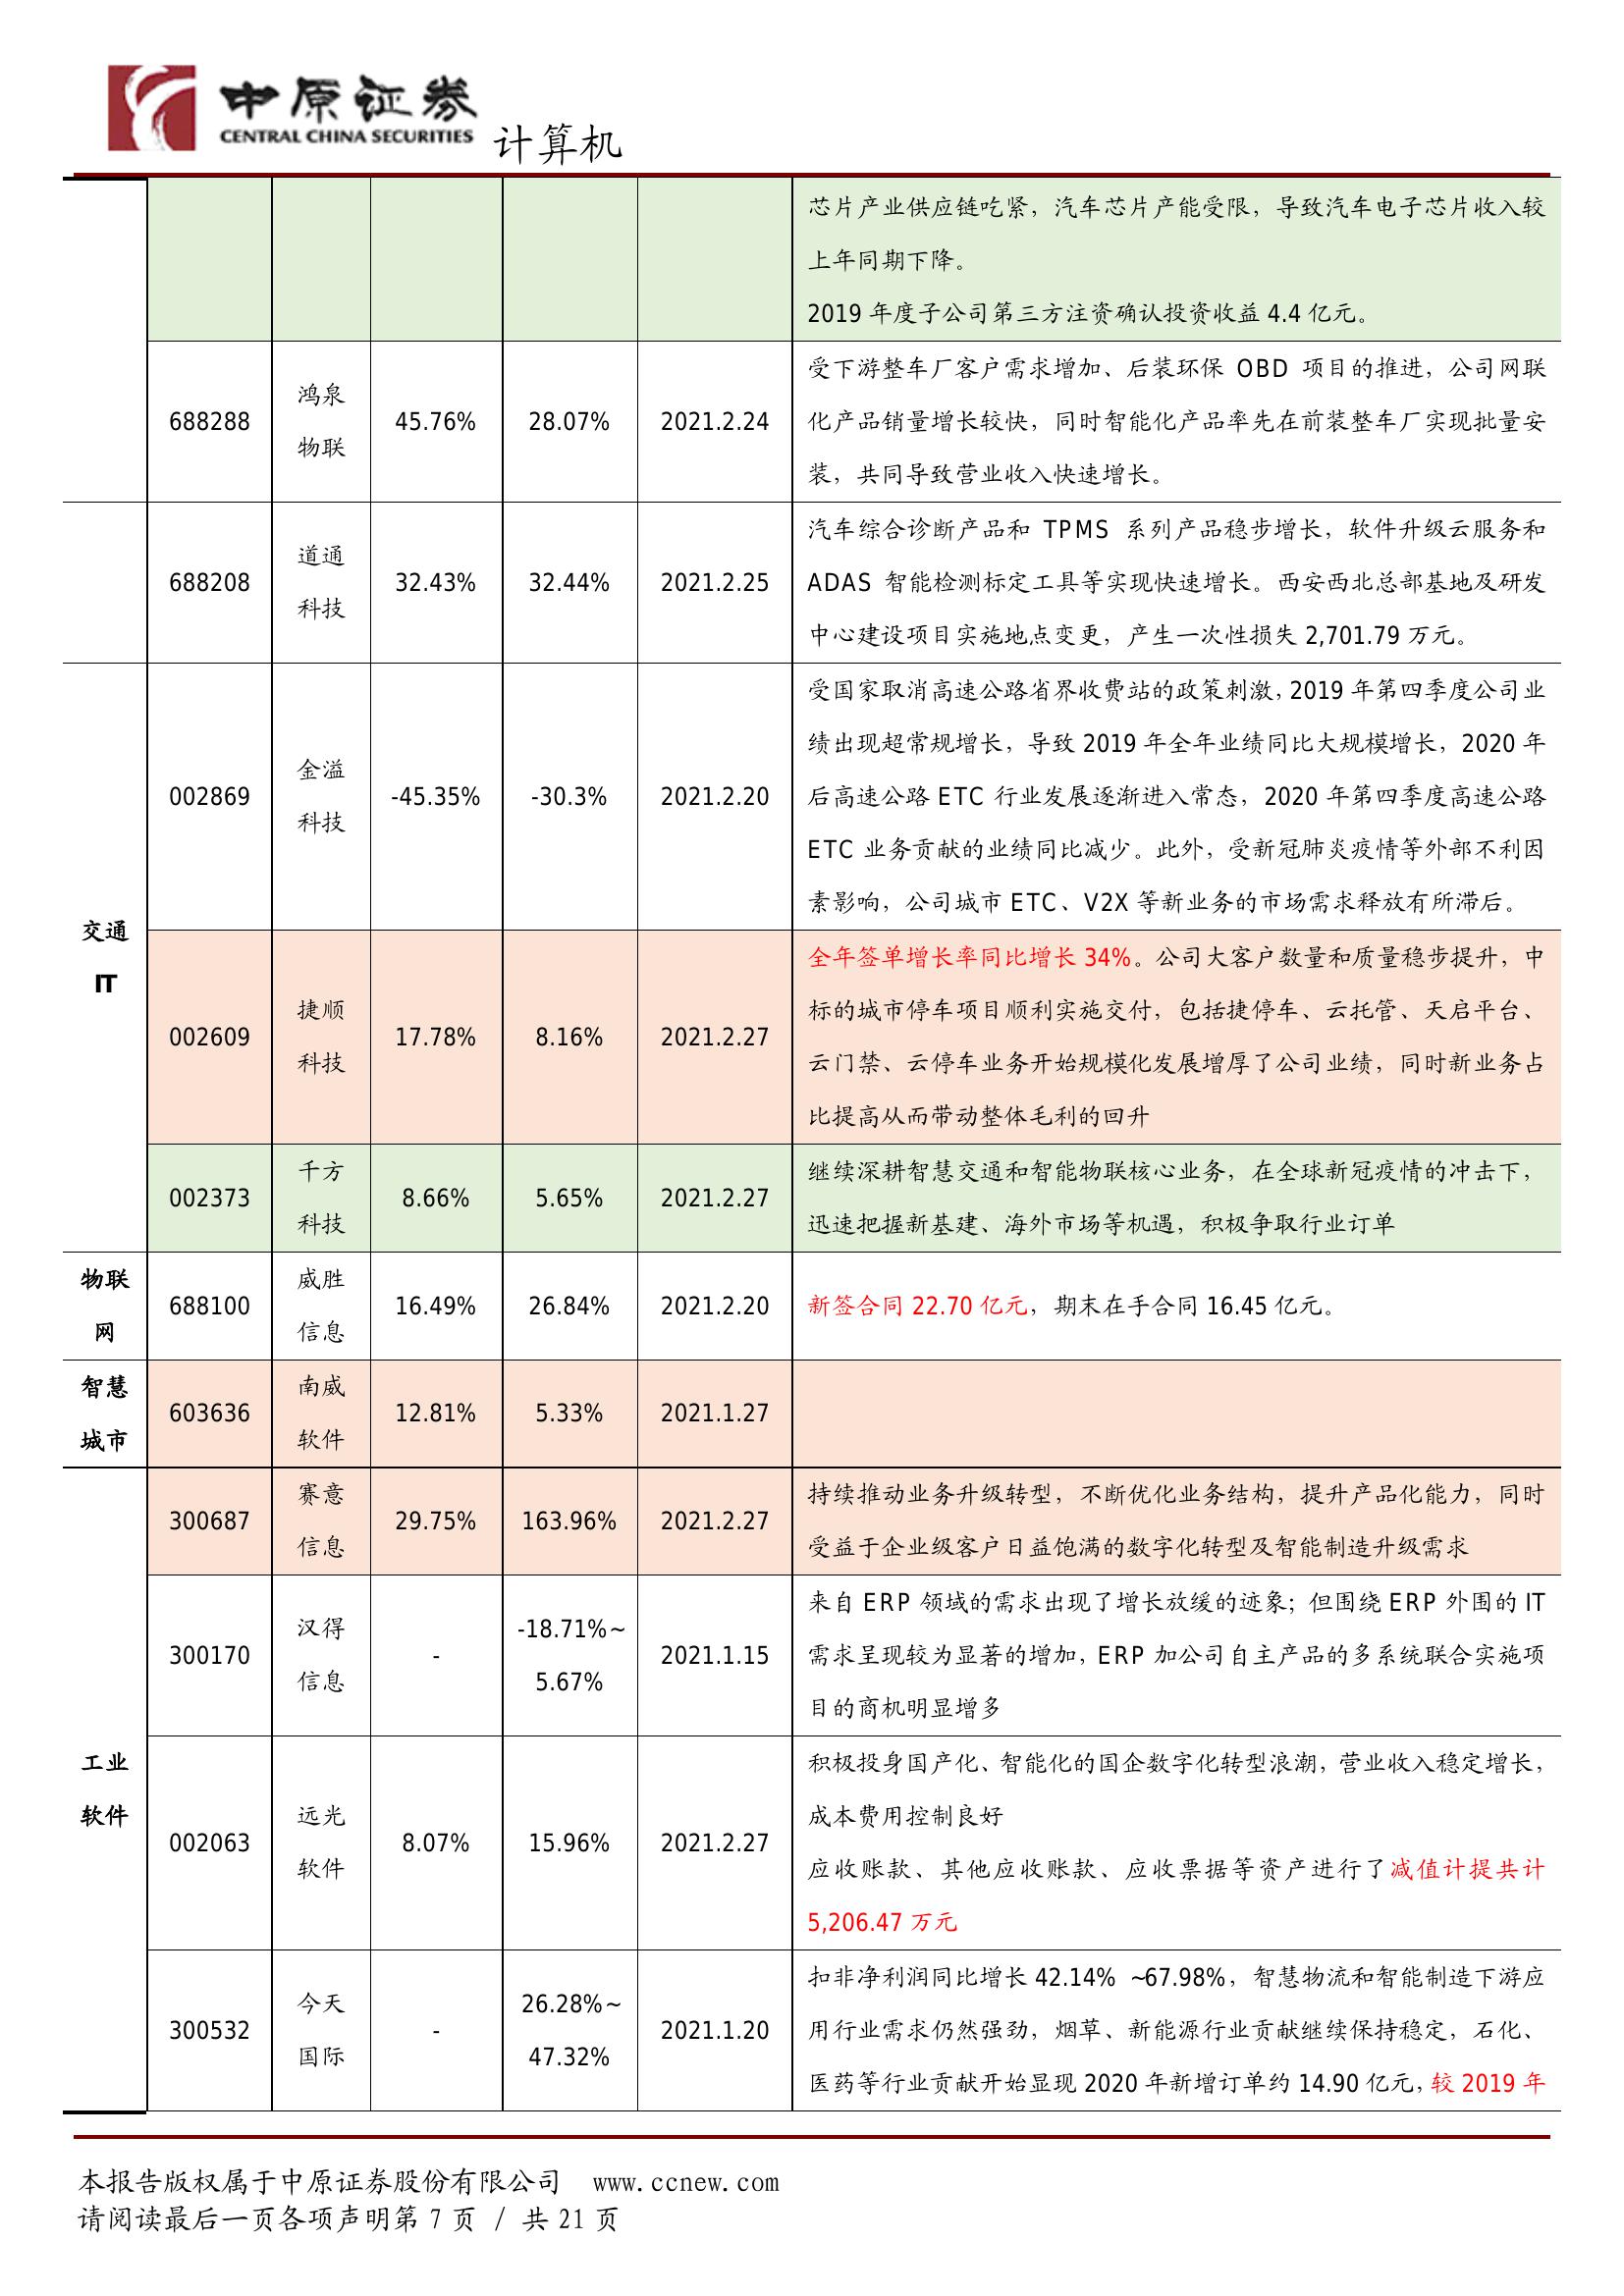 中原证券
CENTRAL CHINA SECURITIES
计算机
芯片产业供应链吃紧，汽车芯片产能受限，导致汽车电子芯片收入较
上年同期下降。
2019 年度子公司第三方注资确认投资收益 4.4 亿元。
688288
鸿泉
物联
45.76%
28.07%
2021.2.24
受下游整车厂客户需求增加、后装环保 OBD 项目的推进，公司网联
化产品销量增长较快，同时智能化产品率先在前装整车厂实现批量安
装，共同导致营业收入快速增长。
688208
道通
科技
32.43%
32.44%
2021.2.25
汽车综合诊断产品和 TPMS 系列产品稳步增长，软件升级云服务和
ADAS 智能检测标定工具等实现快速增长。西安西北总部基地及研发
中心建设项目实施地点变更，产生一次性损失 2,701.79 万元。
交通
IT
002869
金溢
科技
-45.35%
-30.3%
2021.2.20
受国家取消高速公路省界收费站的政策刺激，2019 年第四季度公司业
绩出现超常规增长，导致 2019 年全年业绩同比大规模增长，2020 年
后高速公路 ETC 行业发展逐渐进入常态，2020 年第四季度高速公路
ETC 业务贡献的业绩同比减少。此外，受新冠肺炎疫情等外部不利因
素影响，公司城市 ETC、V2X 等新业务的市场需求释放有所滞后。
002609
捷顺
科技
17.78%
8.16%
2021.2.27
全年签单增长率同比增长 34%。公司大客户数量和质量稳步提升，中
标的城市停车项目顺利实施交付，包括捷停车、云托管、天启平台、
云门禁、云停车业务开始规模化发展增厚了公司业绩，同时新业务占
比提高从而带动整体毛利的回升
002373
千方
科技
8.66%
5.65%
2021.2.27
继续深耕智慧交通和智能物联核心业务，在全球新冠疫情的冲击下，
迅速把握新基建、海外市场等机遇，积极争取行业订单
物联
网
688100
威胜
信息
16.49%
26.84%
2021.2.20
新签合同 22.70 亿元，期末在手合同 16.45 亿元。
智慧
城市
603636
南威
软件
12.81%
5.33%
2021.1.27
工业
软件
300687
赛意
信息
29.75%
163.96%
2021.2.27
持续推动业务升级转型，不断优化业务结构，提升产品化能力，同时
受益于企业级客户日益饱满的数字化转型及智能制造升级需求
300170
汉得
信息
-
-18.71%~
5.67%
2021.1.15
来自 ERP 领域的需求出现了增长放缓的迹象；但围绕 ERP 外围的 IT
需求呈现较为显著的增加，ERP 加公司自主产品的多系统联合实施项
目的商机明显增多
002063
远光
软件
8.07%
15.96%
2021.2.27
积极投身国产化、智能化的国企数字化转型浪潮，营业收入稳定增长，
成本费用控制良好
应收账款、其他应收账款、应收票据等资产进行了减值计提共计
5,206.47 万元
300532
今天
国际
-
26.28%~
47.32%
2021.1.20
扣非净利润同比增长 42.14% ~67.98%，智慧物流和智能制造下游应
用行业需求仍然强劲，烟草、新能源行业贡献继续保持稳定，石化、
医药等行业贡献开始显现 2020 年新增订单约 14.90 亿元，较 2019 年
本报告版权属于中原证券股份有限公司 www.ccnew.com
请阅读最后一页各项声明第 7 页 / 共 21 页